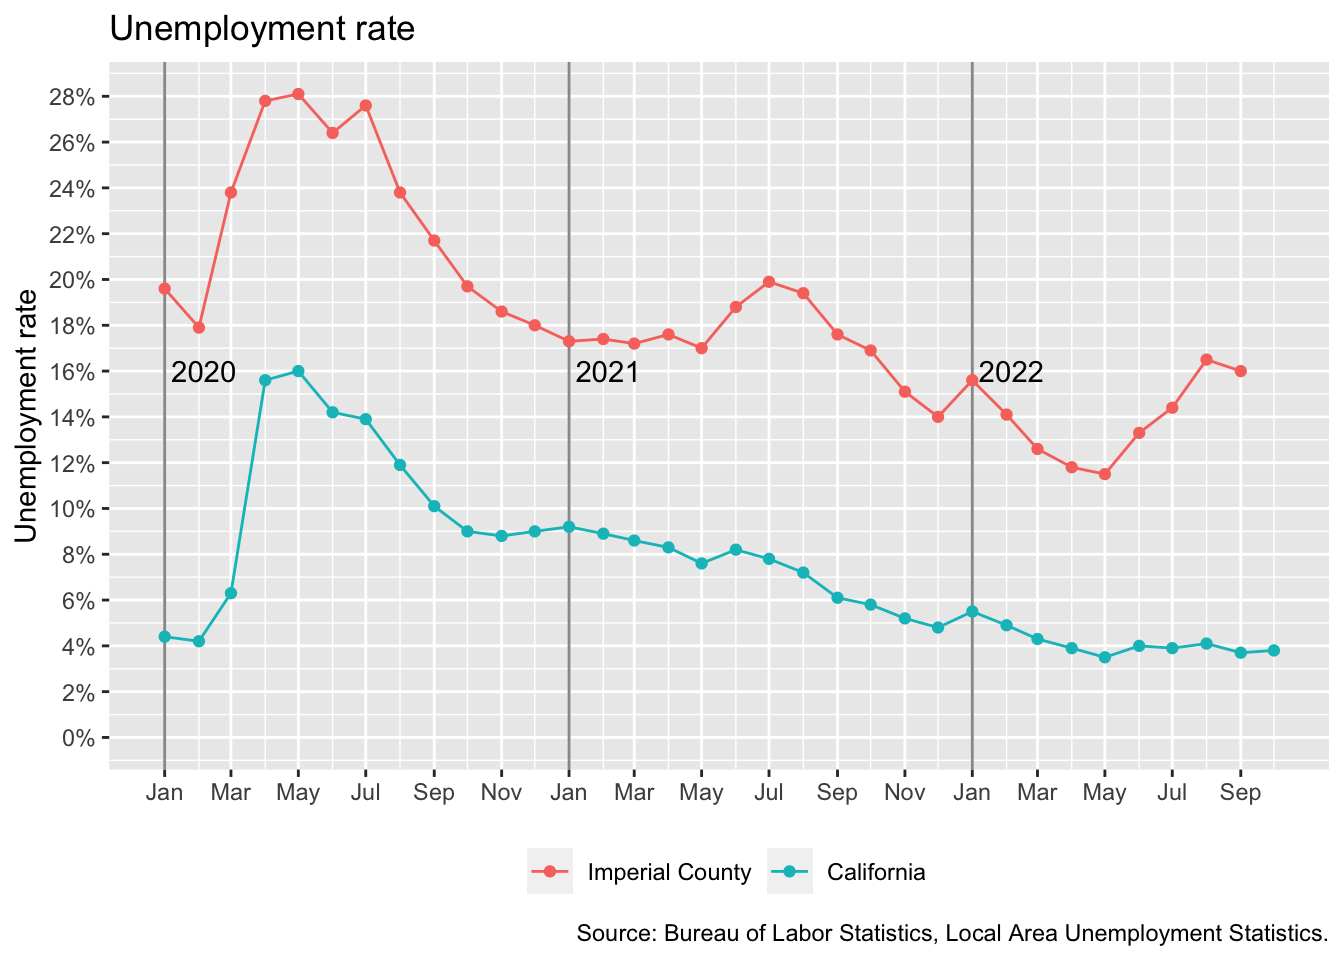 Unemployment rate
Unemployment rate
28%
26%
24%
22%
20%
18%
16%
14%
12%
10%
8%
6%
4%
2%
0%
2020 2021 2022
Jan Mar May Jul Sep Nov Jan Mar May Jul Sep Nov Jan Mar May Jul Sep
Imperial County California
Source: Bureau of Labor Statistics, Local Area Unemployment Statistics.